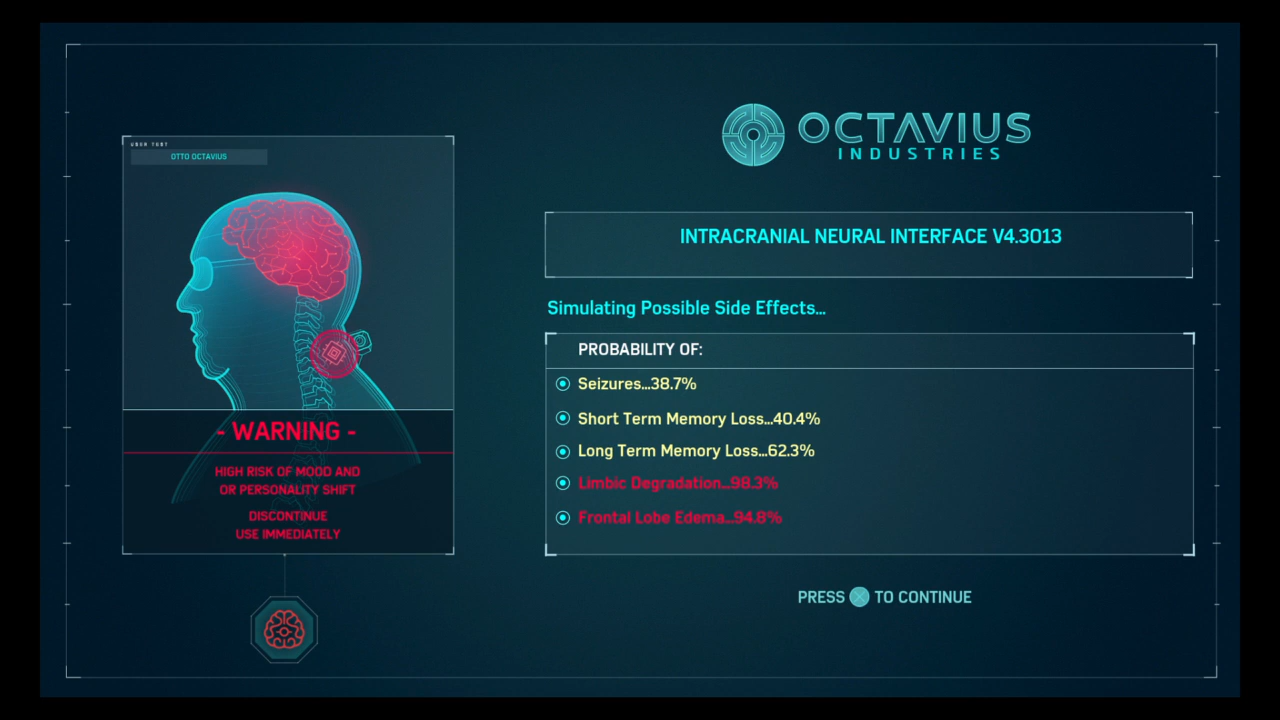 USER TEST
OTTO OCTAVIUS
- WARNING -
HIGH RISK OF MOOD AND
OR PERSONALITY SHIFT
DISCONTINUE
USE IMMEDIATELY
OCTAVIUS
INDUSTRIES
INTRACRANIAL NEURAL INTERFACE V4.3013
Simulating Possible Side Effects...
PROBABILITY OF:
Seizures...38.7%
Short Term Memory Loss...40.4%
Long Term Memory Loss...62.3%
Limbic Degradation...98.3%
Frontal Lobe Edema...94.8%
PRESS TO CONTINUE